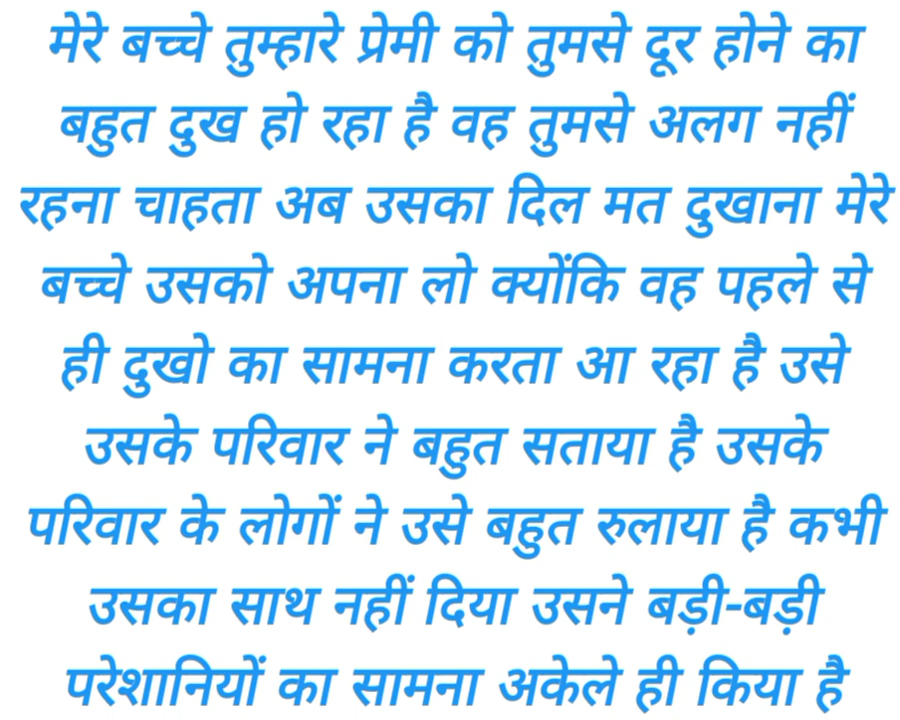 मेरे बच्चे तुम्हारे प्रेमी को तुमसे दूर होने का
बहुत दुख हो रहा है वह तुमसे अलग नहीं
रहना चाहता अब उसका दिल मत दुखाना मेरे
बच्चे उसको अपना लो क्योंकि वह पहले से
ही दुखो का सामना करता आ रहा है उसे
उसके परिवार ने बहुत सताया है उसके
परिवार के लोगों ने उसे बहुत रुलाया है कभी
उसका साथ नहीं दिया उसने बड़ी-बड़ी
परेशानियों का सामना अकेले ही किया है